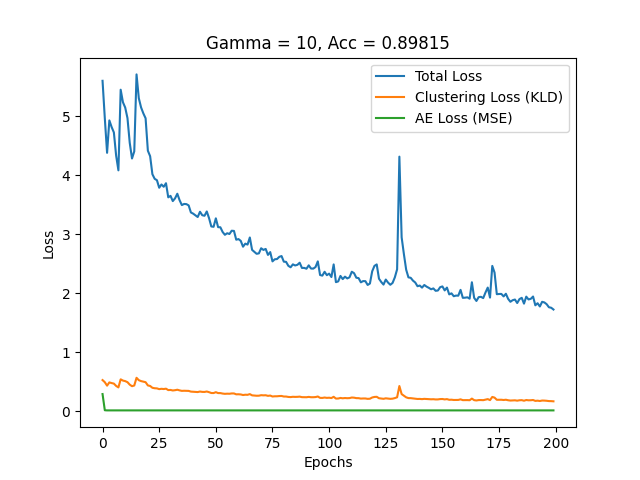 Gamma = 10, Acc = 0.89815
Total Loss
Clustering Loss (KLD)
AE Loss (MSE)
Loss
5
4
3
2
1
0
0 25 50 75 100 125 150 175 200
Epochs